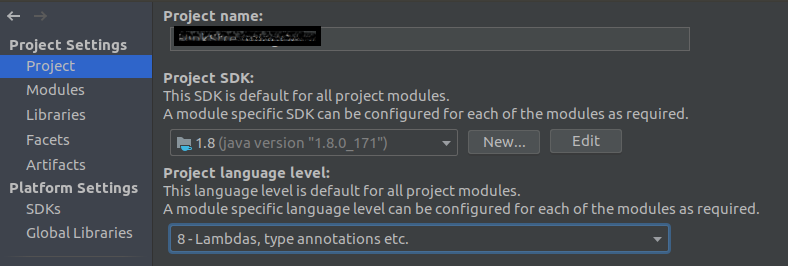 Project Settings
Project
Modules
Libraries
Facets
Artifacts
Platform Settings
SDKs
Global Libraries
Project name:
Project SDK:
This SDK is default for all project modules.
A module specific SDK can be configured for each of the modules as required.
1.8 (java version "1.8.0_171")
New...
Edit
Project language level:
This language level is default for all project modules.
A module specific language level can be configured for each of the modules as required.
8 - Lambdas, type annotations etc.